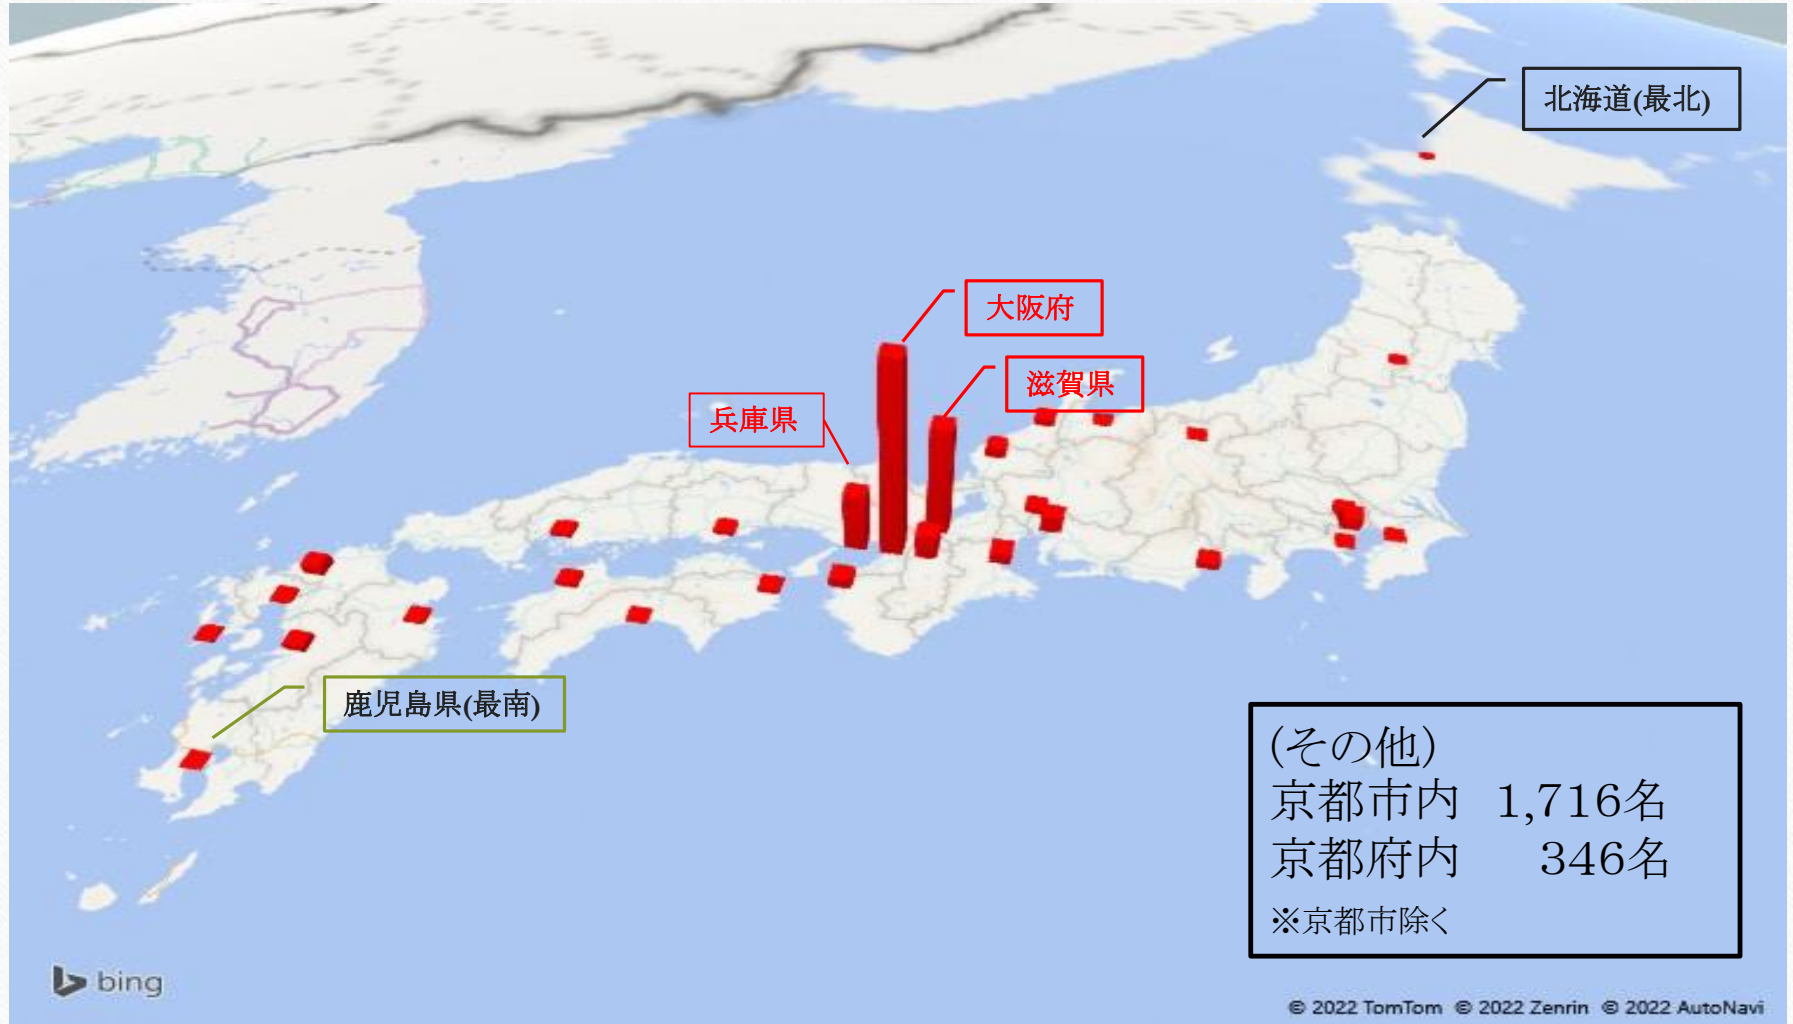 北海道(最北)
大阪府
滋賀県
兵庫県
鹿児島県(最南)
(その他)
京都市内 1,716名
京都府内 346名
※京都市除く
bing
© 2022 TomTom © 2022 Zenrin © 2022 AutoNavi